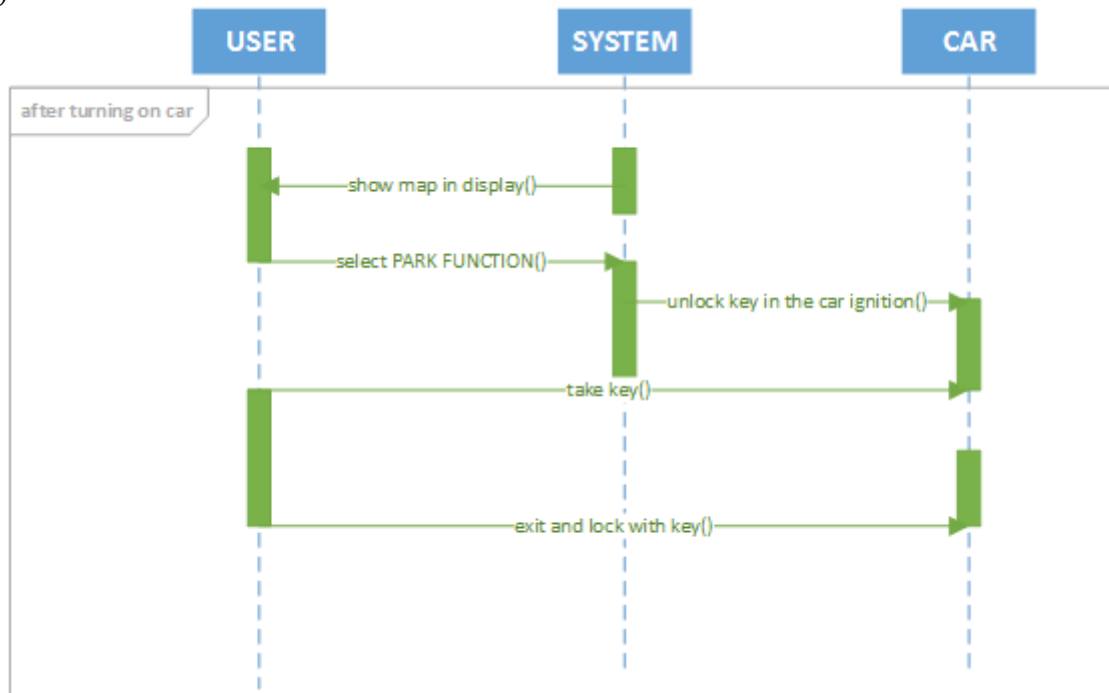 USER
SYSTEM
CAR
after turning on car
show map in display()
select PARK FUNCTION()
unlock key in the car ignition()
take key()
exit and lock with key()